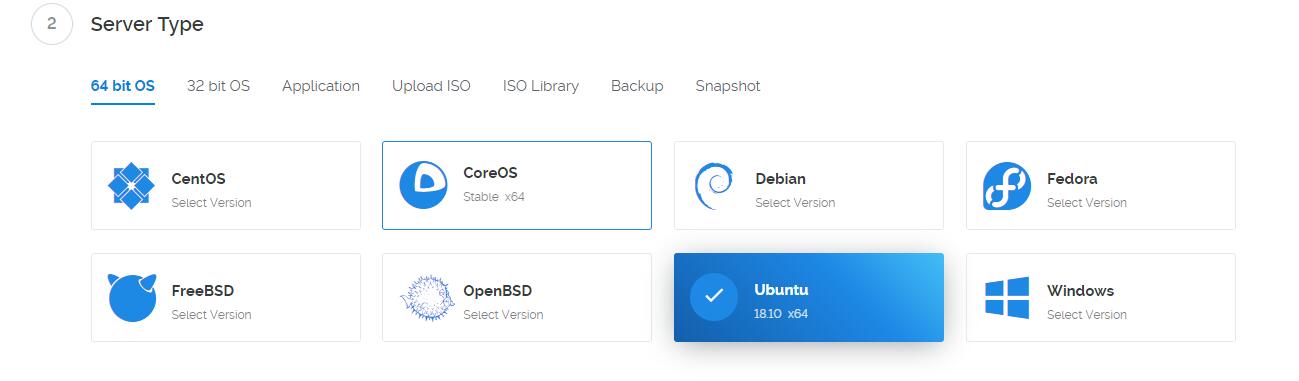 2 Server Type
64 bit OS 32 bit OS Application Upload ISO ISO Library Backup Snapshot
CentOS
Select Version
CoreOS
Stable x64
Debian
Select Version
Fedora
Select Version
FreeBSD
Select Version
OpenBSD
Select Version
Ubuntu
18.10 x64
Windows
Select Version